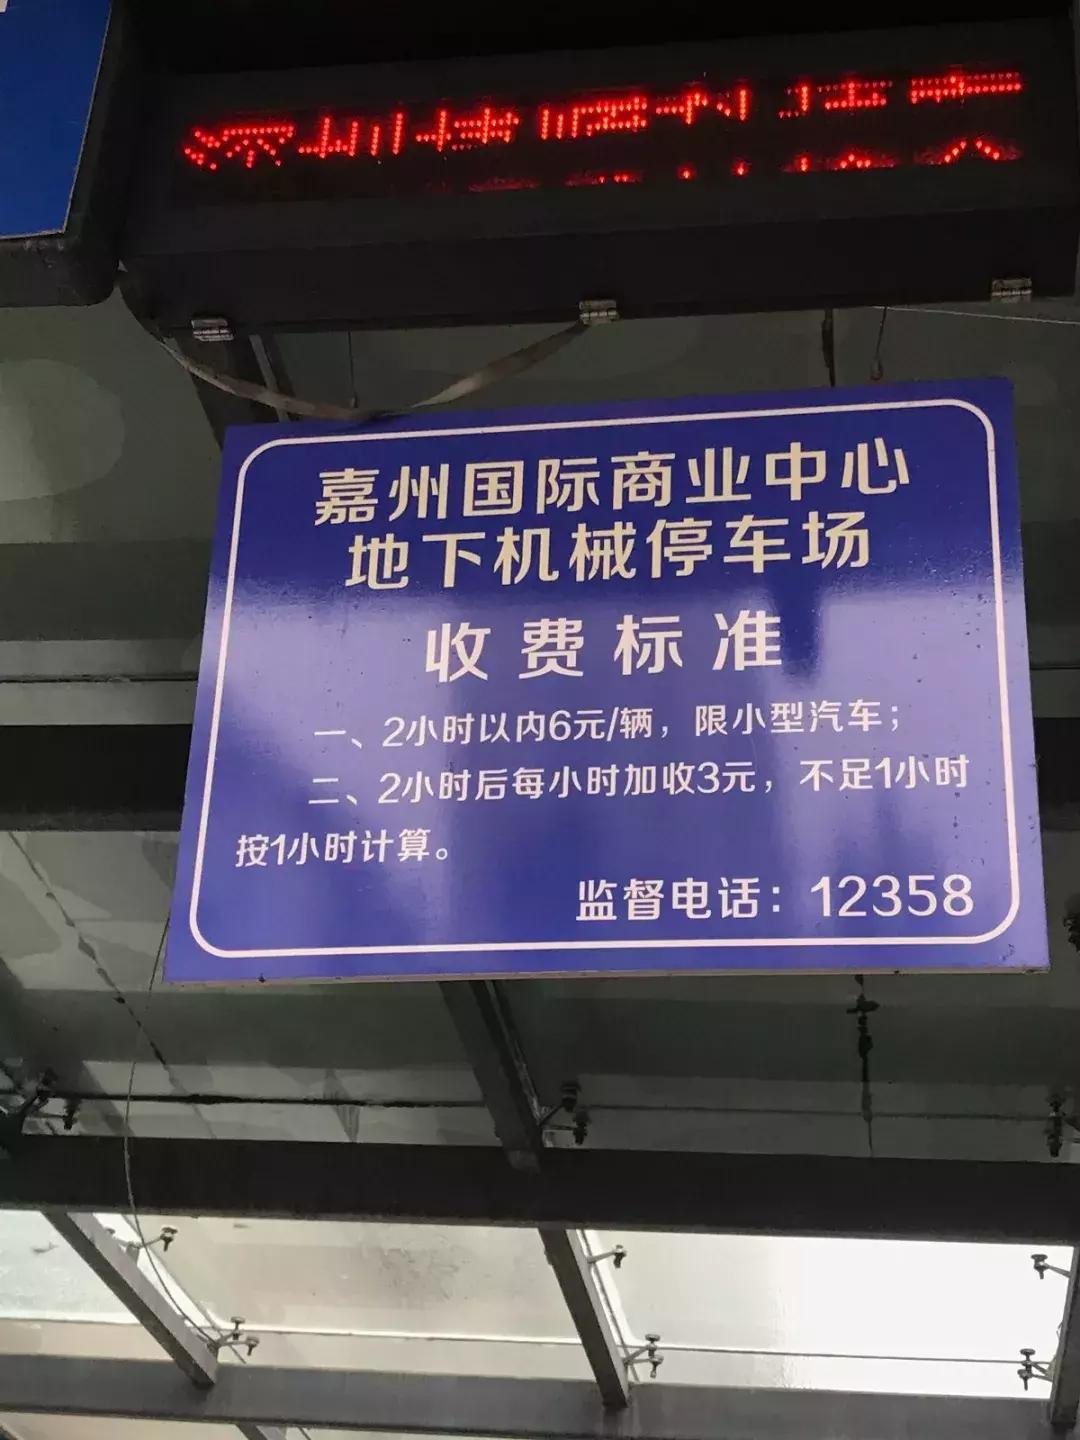 深圳捷
嘉州国际商业中心
地下机械停车场
收费标准
一、2小时以内6元/辆，限小型汽车；
二、2小时后每小时加收3元，不足1小时
按1小时计算。
监督电话：12358